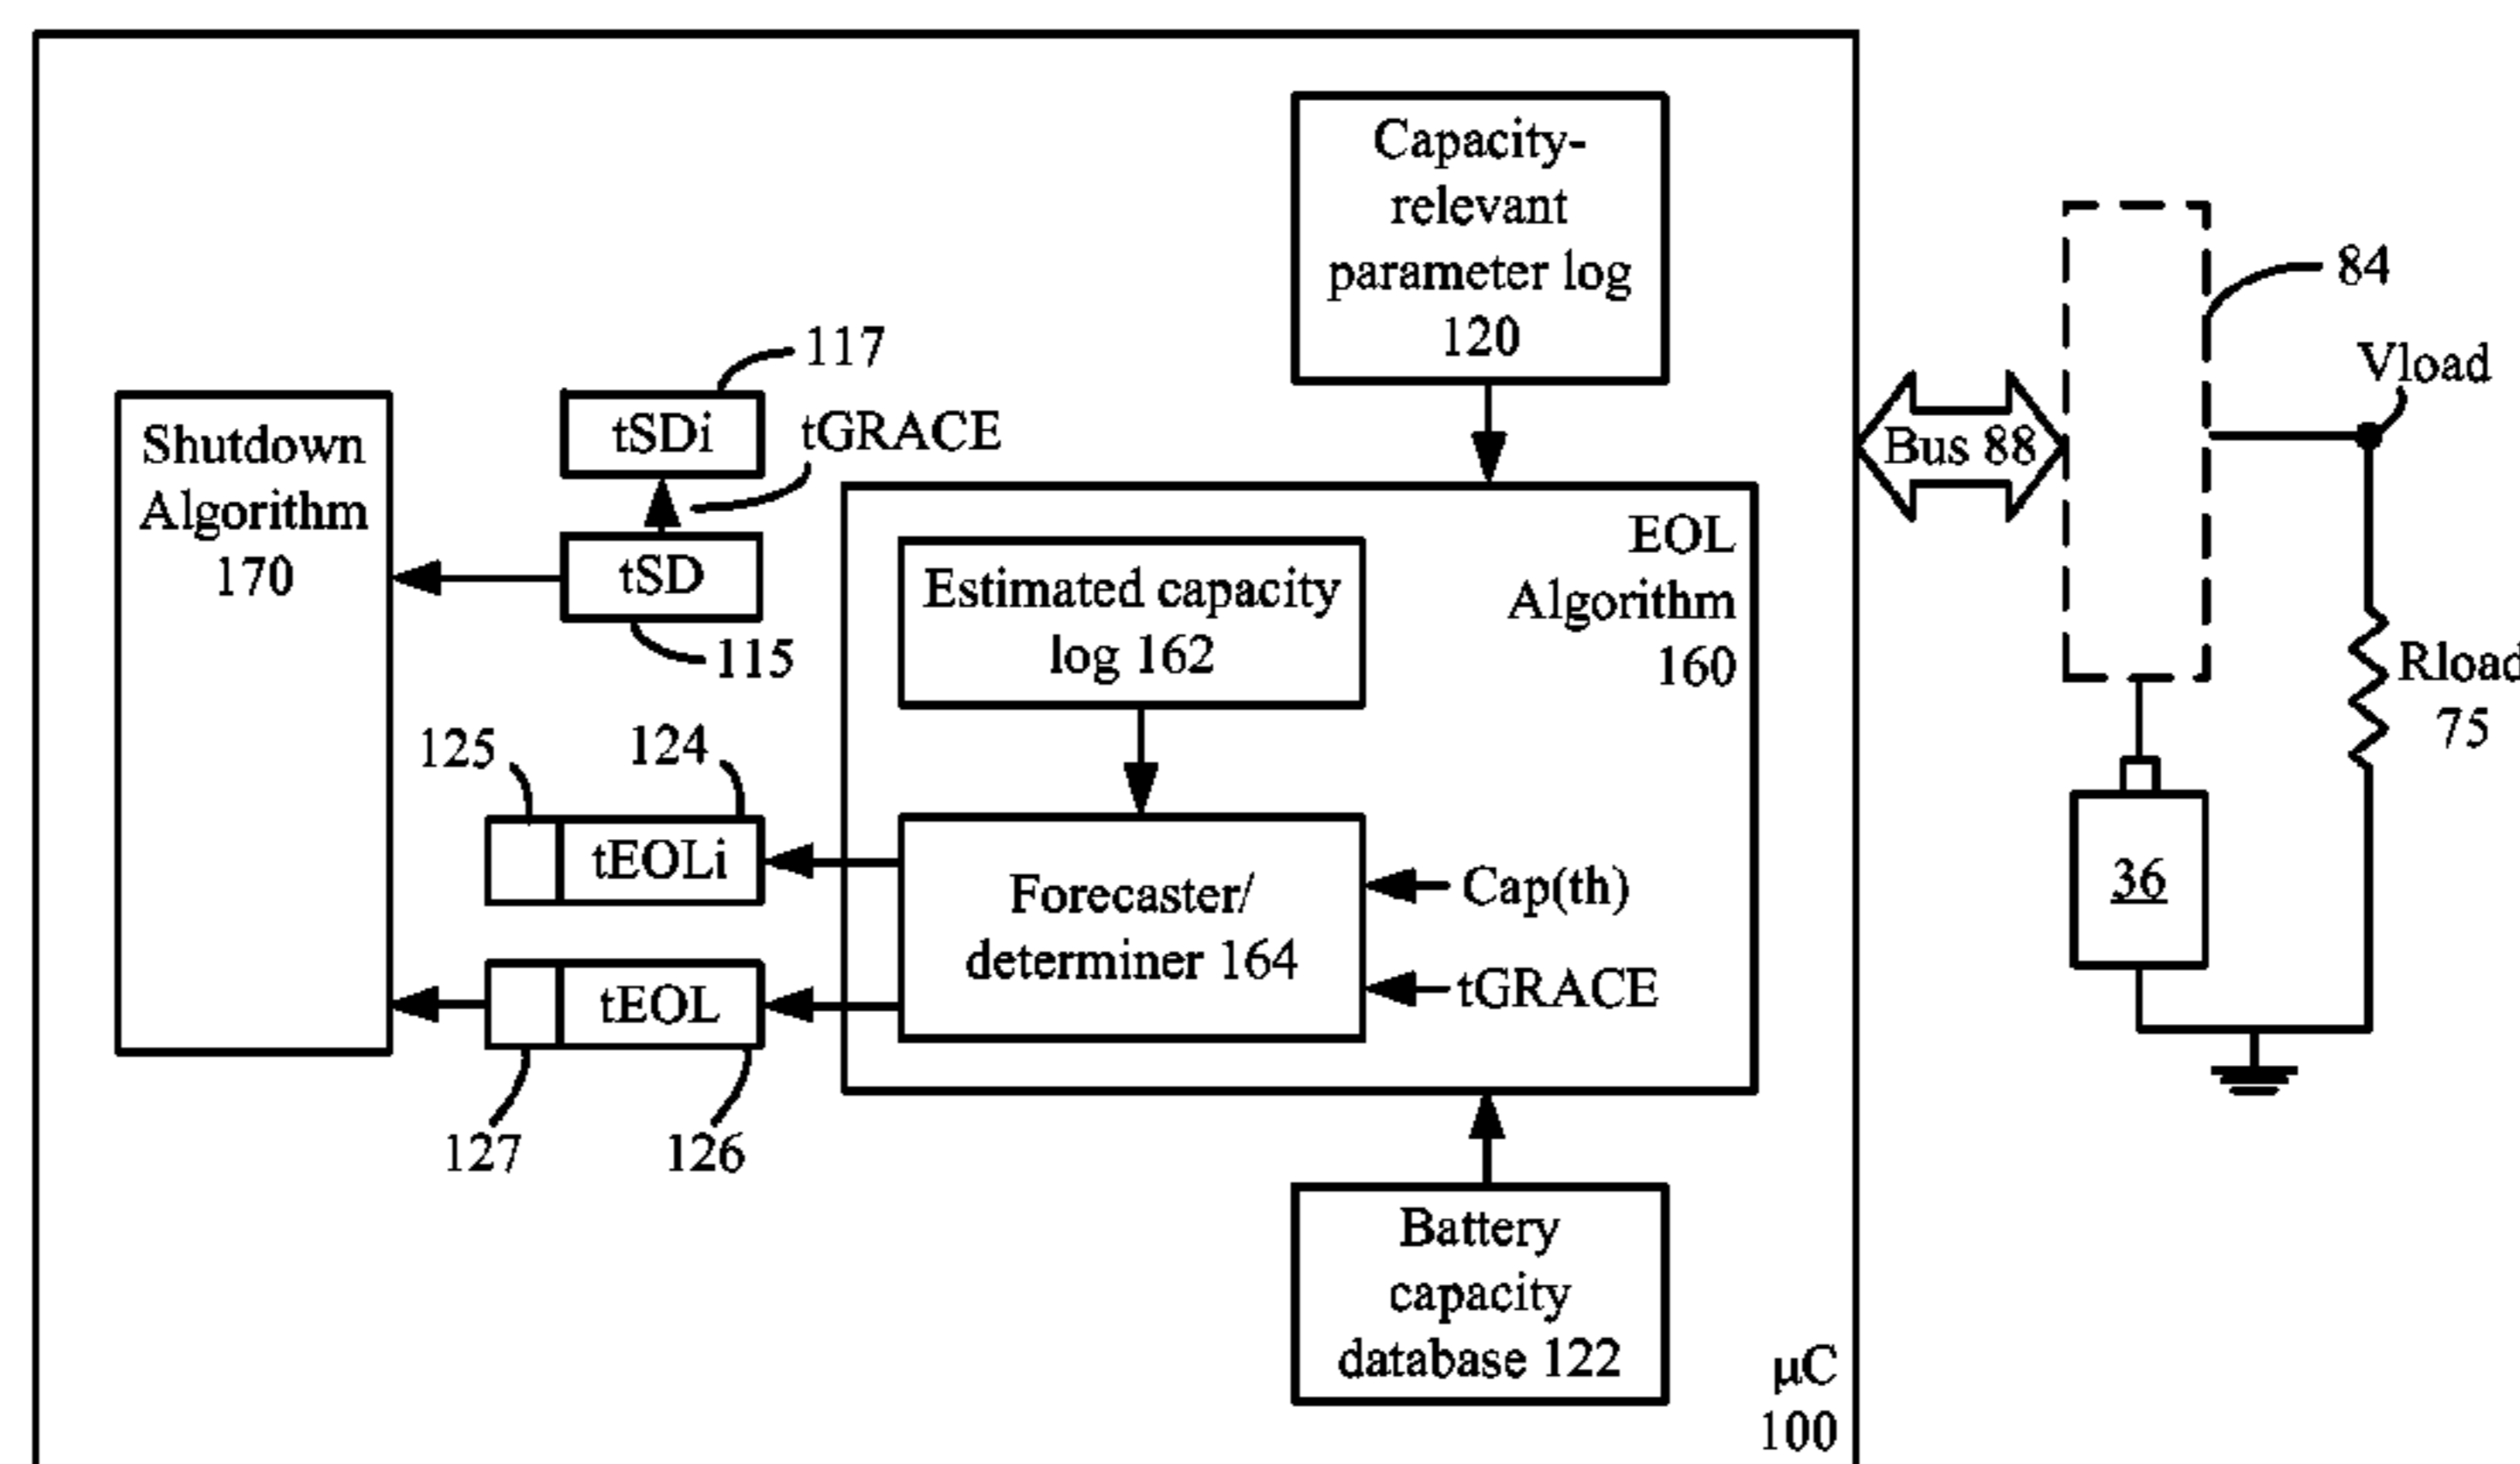 Capacity-
relevant
parameter log
120
84
Vload
117
tSDi
tGRACE
Shutdown
Algorithm
170
Bus 88
tSD
115
EOL
Algorithm
160
Estimated capacity
log 162
Rload
75
125
124
tEOLi
Forecaster/
determiner 164
Cap(th)
tGRACE
36
tEOL
127
126
Battery
capacity
database 122
µC
100